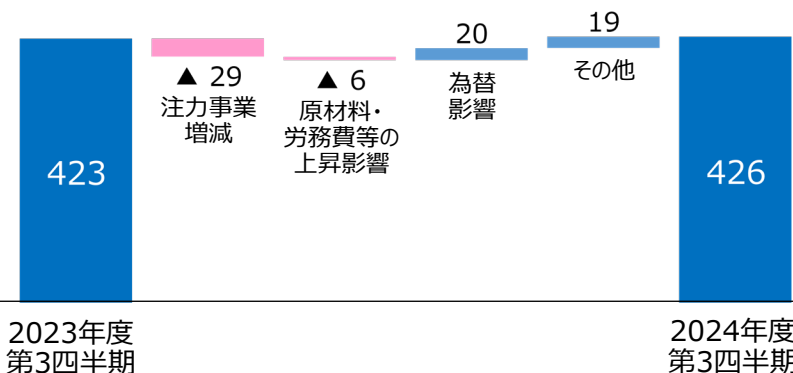 423
▲ 29
注力事業
増減
▲ 6
原材料・
労務費等の
上昇影響
20
為替
影響
19
その他
426
2023年度
第3四半期
2024年度
第3四半期